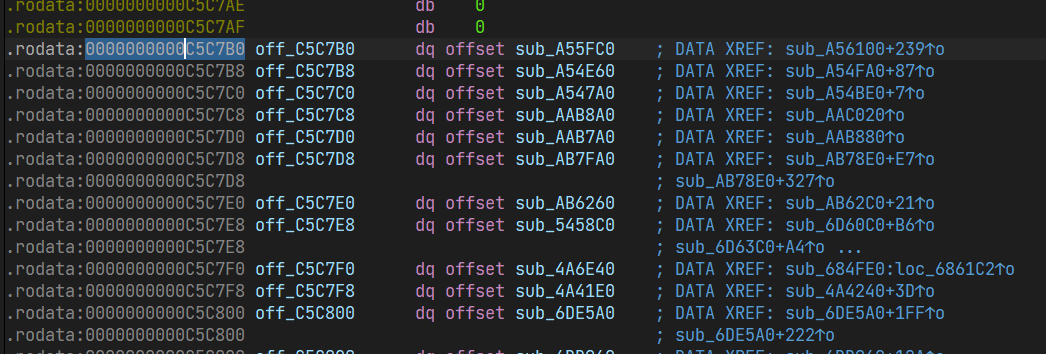 .rodata:0000000000C5C7AE db 0
.rodata:0000000000C5C7AF db 0
.rodata:0000000000C5C7B0 off_C5C7B0 dq offset sub_A55FC0 ; DATA XREF: sub_A56100+239↑o
.rodata:0000000000C5C7B8 off_C5C7B8 dq offset sub_A54E60 ; DATA XREF: sub_A54FA0+87↑o
.rodata:0000000000C5C7C0 off_C5C7C0 dq offset sub_A547A0 ; DATA XREF: sub_A54BE0+7↑o
.rodata:0000000000C5C7C8 off_C5C7C8 dq offset sub_AAB8A0 ; DATA XREF: sub_AAC020↑o
.rodata:0000000000C5C7D0 off_C5C7D0 dq offset sub_AAB7A0 ; DATA XREF: sub_AAB880↑o
.rodata:0000000000C5C7D8 off_C5C7D8 dq offset sub_AB7FA0 ; DATA XREF: sub_AB78E0+E7↑o
.rodata:0000000000C5C7D8 ; sub_AB78E0+327↑o
.rodata:0000000000C5C7E0 off_C5C7E0 dq offset sub_AB6260 ; DATA XREF: sub_AB62C0+21↑o
.rodata:0000000000C5C7E8 off_C5C7E8 dq offset sub_5458C0 ; DATA XREF: sub_6D60C0+B6↑o
.rodata:0000000000C5C7E8 ; sub_6D63C0+A4↑o ...
.rodata:0000000000C5C7F0 off_C5C7F0 dq offset sub_4A6E40 ; DATA XREF: sub_684FE0:loc_6861C2↑o
.rodata:0000000000C5C7F8 off_C5C7F8 dq offset sub_4A41E0 ; DATA XREF: sub_4A4240+3D↑o
.rodata:0000000000C5C800 off_C5C800 dq offset sub_6DE5A0 ; DATA XREF: sub_6DE5A0+1FF↑o
.rodata:0000000000C5C800 ; sub_6DE5A0+222↑o